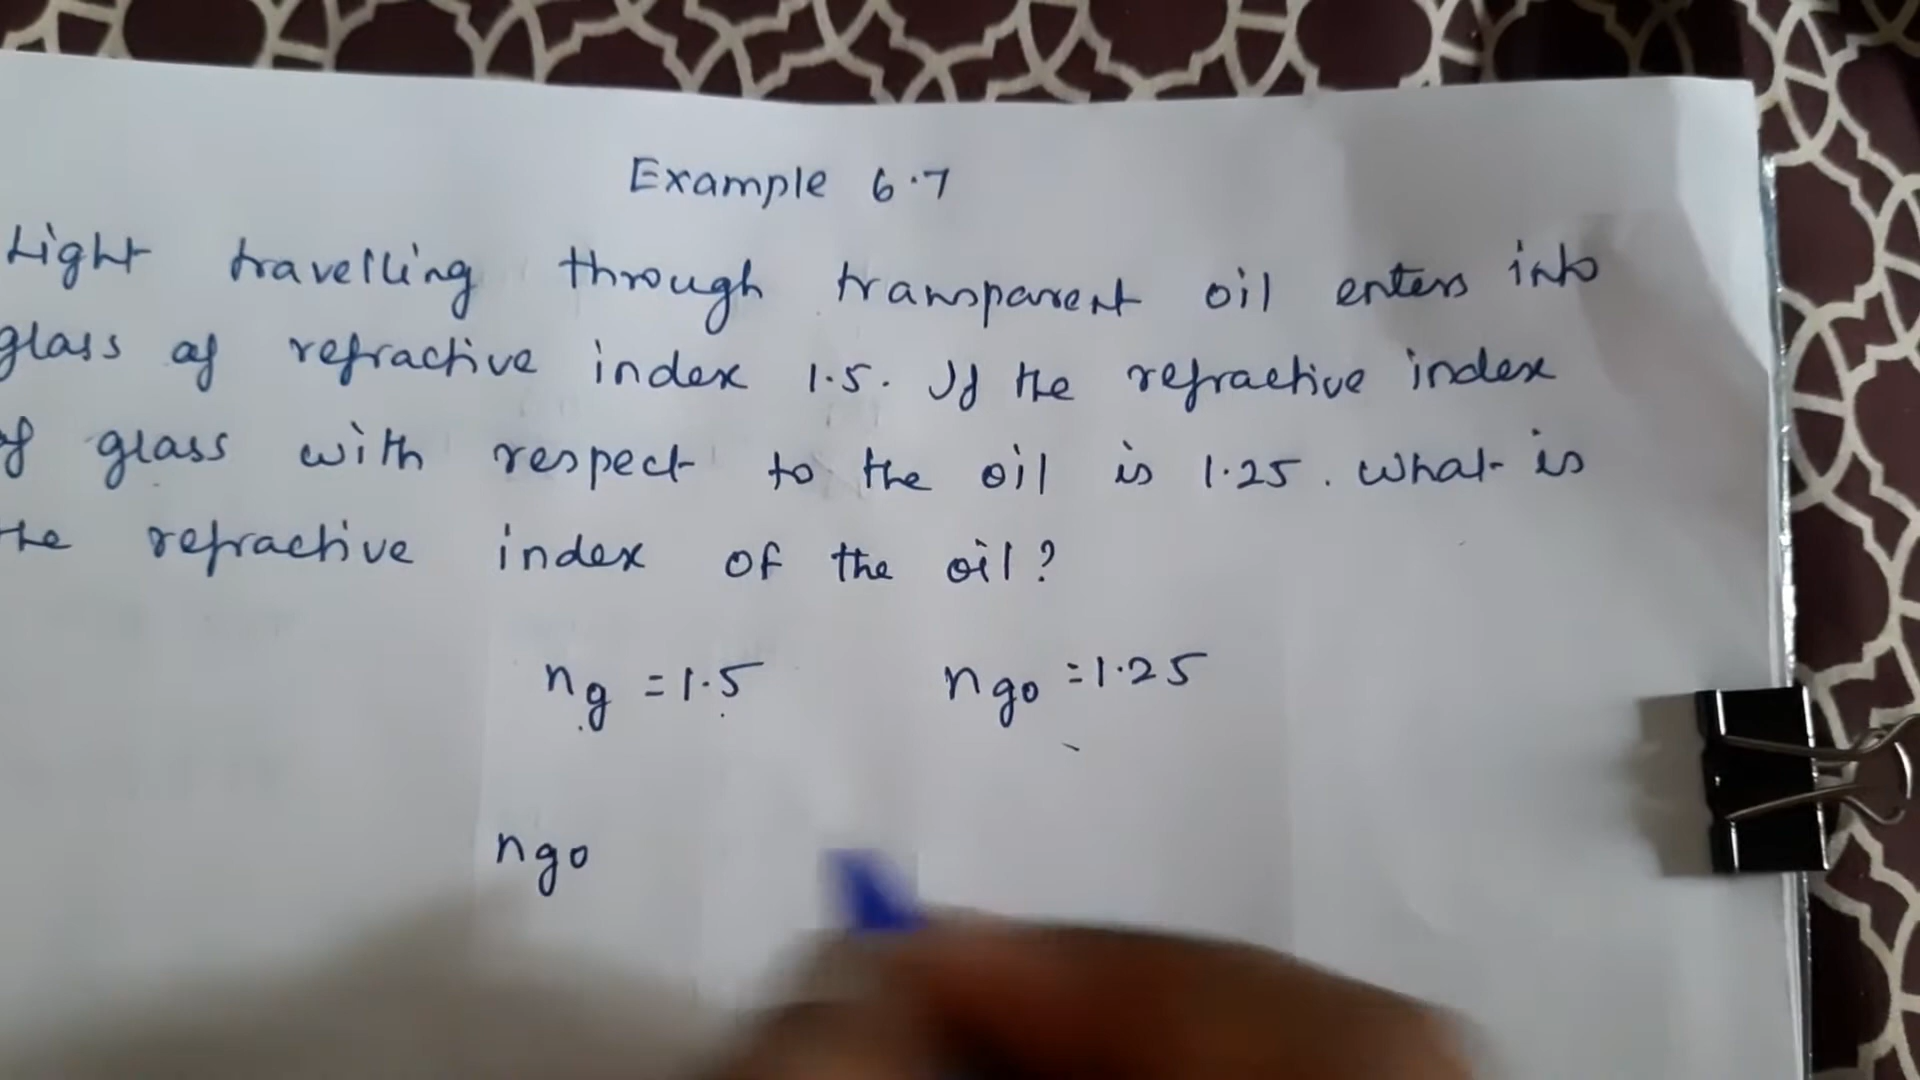 Example 6.7
Light travelling through transparent oil enters into
glass of refractive index 1.5. If the refractive index
of glass with respect to the oil is 1.25. what is
the refractive index of the oil?
ng = 1.5 ngo = 1.25
ngo